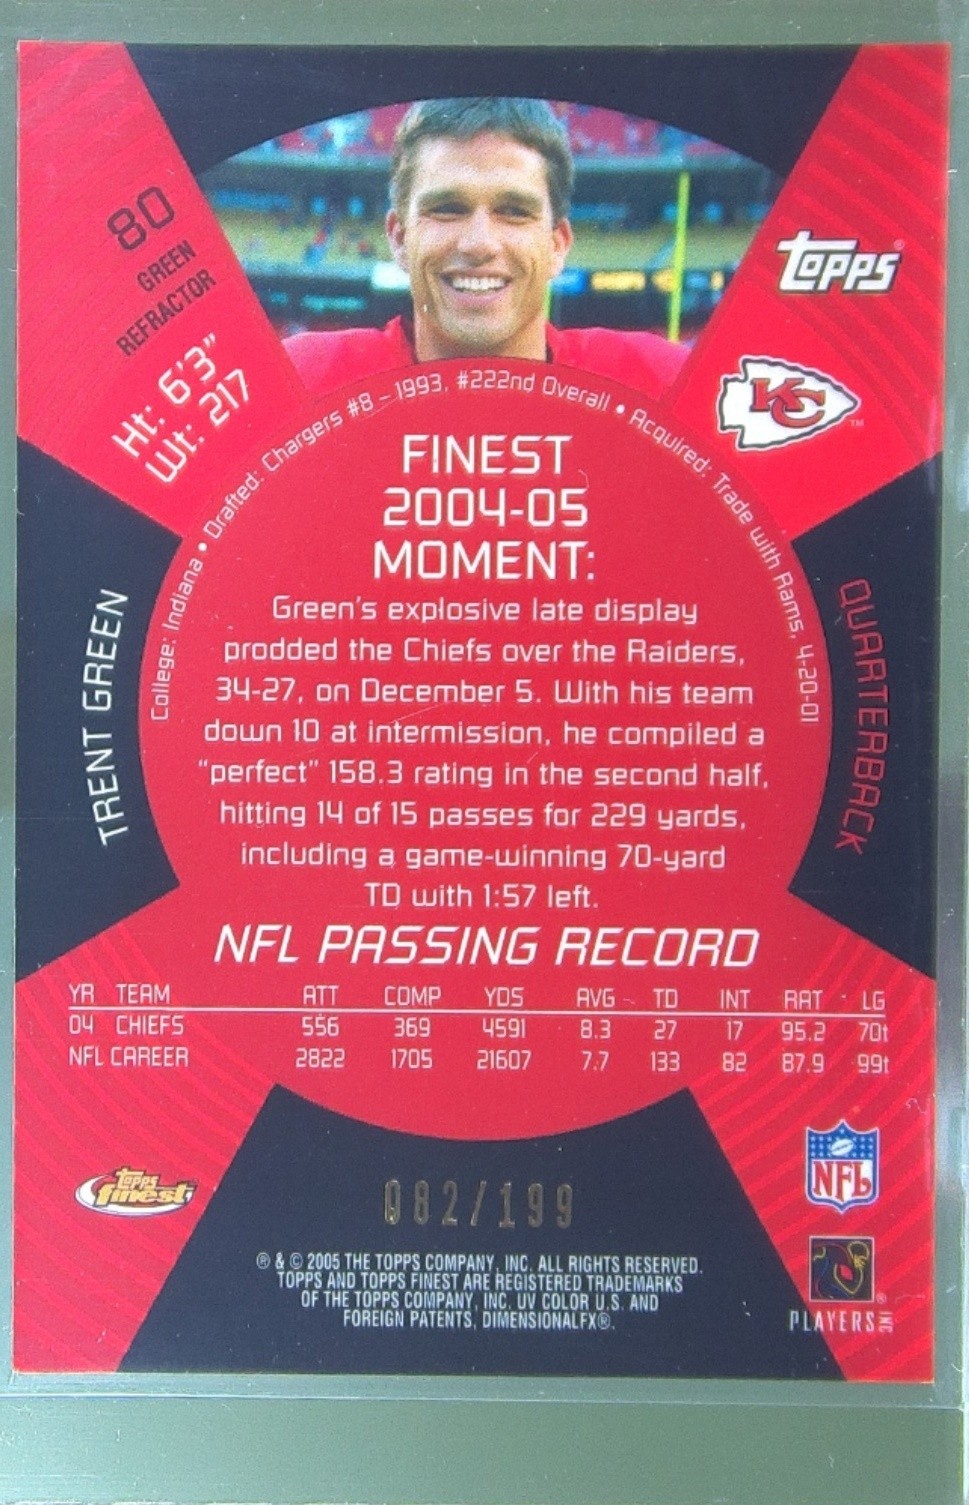 80
GREEN
REFRACTOR
Ht: 6'3"
Wt: 217
TOPPS®
KC
™
College: Indiana • Drafted: Chargers #8 – 1993, #222nd Overall • Acquired: Trade with Rams, 4-20-01
FINEST
2004-05
MOMENT:
Green's explosive late display
prodded the Chiefs over the Raiders,
34-27, on December 5. With his team
down 10 at intermission, he compiled a
"perfect" 158.3 rating in the second half,
hitting 14 of 15 passes for 229 yards,
including a game-winning 70-yard
TD with 1:57 left.
TRENT GREEN
QUARTERBACK
NFL PASSING RECORD
YR TEAM ATT COMP YDS AVG TD INT RAT LG
04 CHIEFS 556 369 4591 8.3 27 17 95.2 70t
NFL CAREER 2822 1705 21607 7.7 133 82 87.9 99t
Topps
finest
NFL
082/199
® & © 2005 THE TOPPS COMPANY, INC. ALL RIGHTS RESERVED.
TOPPS AND TOPPS FINEST ARE REGISTERED TRADEMARKS
OF THE TOPPS COMPANY, INC. UV COLOR U.S. AND
FOREIGN PATENTS, DIMENSIONALFX®.
®
PLAYERS INC